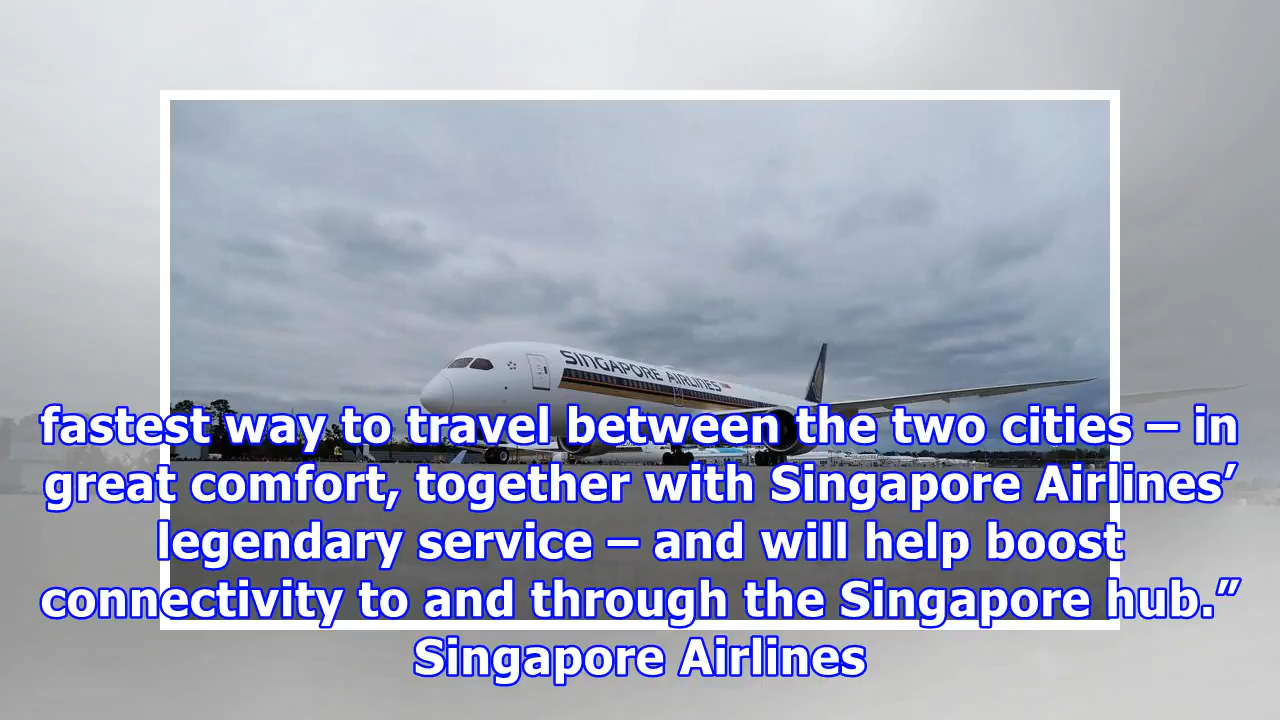 SINGAPORE AIRLINES
fastest way to travel between the two cities – in
great comfort, together with Singapore Airlines’
legendary service – and will help boost
connectivity to and through the Singapore hub.”
Singapore Airlines